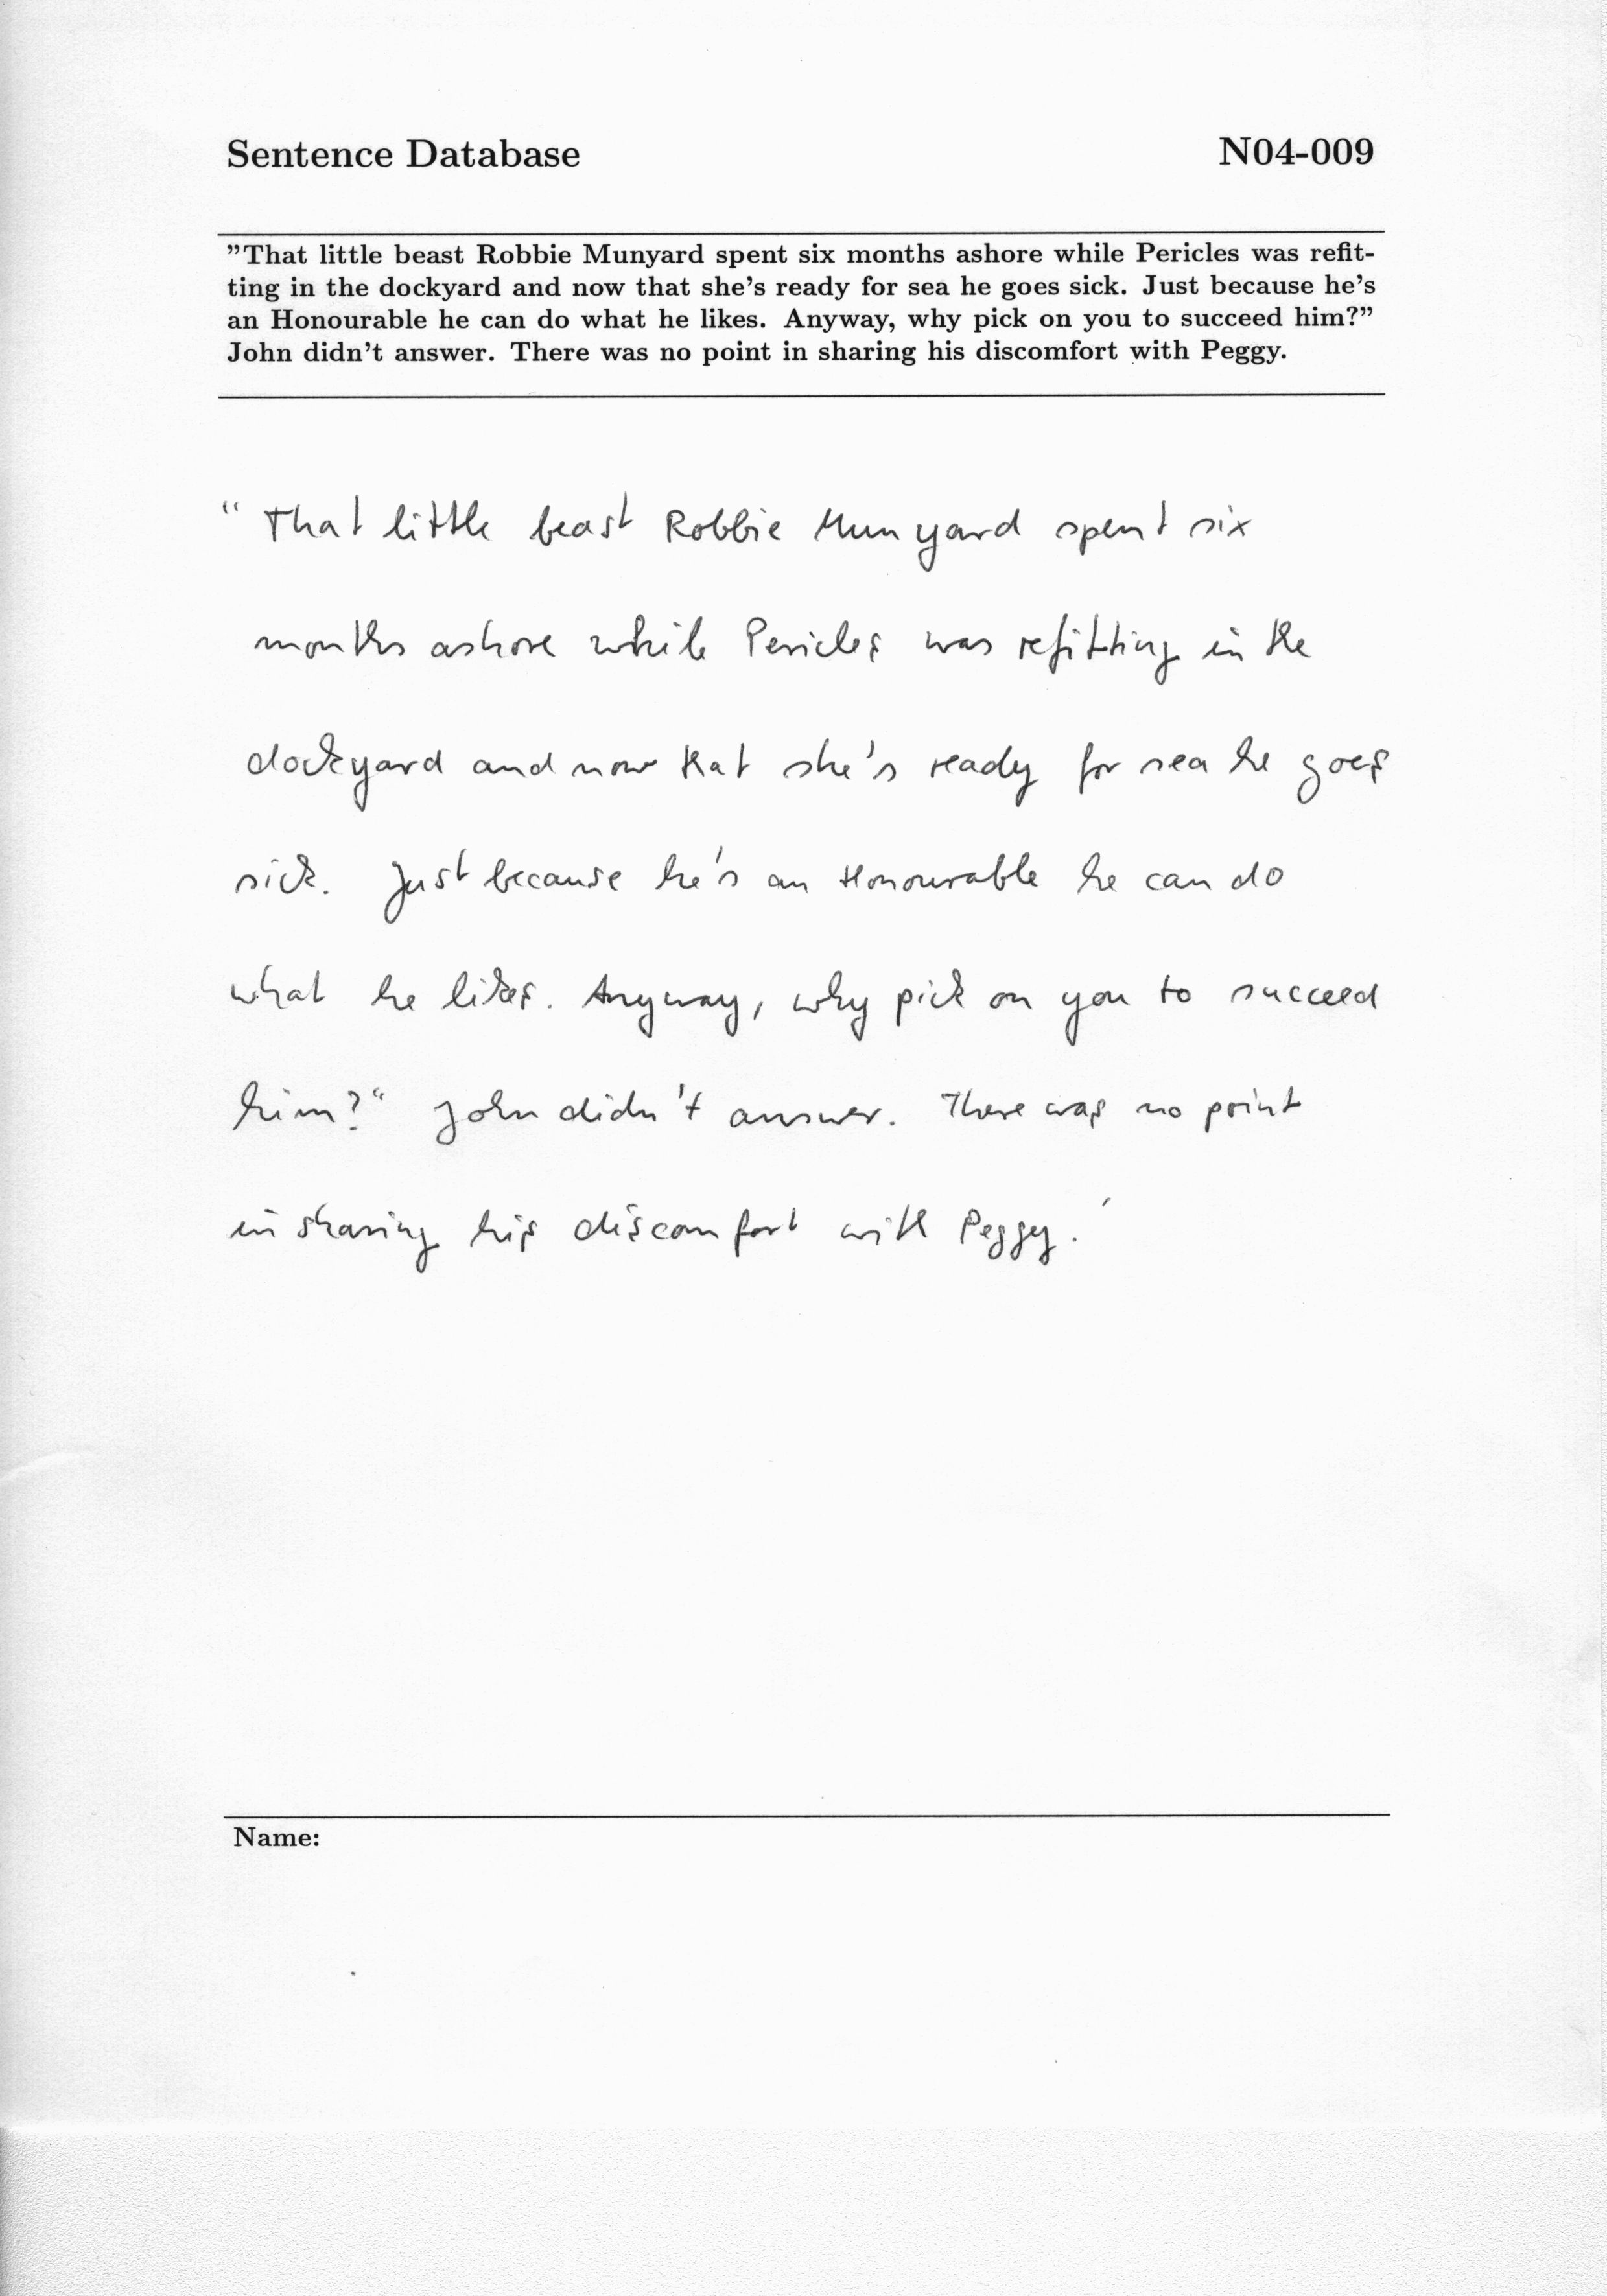 Sentence Database N04-009
”That little beast Robbie Munyard spent six months ashore while Pericles was refit-
ting in the dockyard and now that she’s ready for sea he goes sick. Just because he’s
an Honourable he can do what he likes. Anyway, why pick on you to succeed him?”
John didn’t answer. There was no point in sharing his discomfort with Peggy.
“That little beast Robbie Munyard spent six
months ashore while Pericles was refitting in the
dockyard and now that she's ready for sea he goes
sick. Just because he's an Honourable he can do
what he likes. Anyway, why pick on you to succeed
him?“ John didn't answer. There was no point
in sharing his discomfort with Peggy.'
Name: